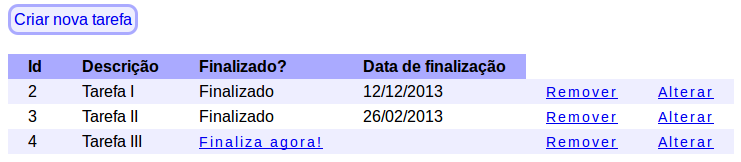 Criar nova tarefa
Id Descrição Finalizado? Data de finalização
2 Tarefa I Finalizado 12/12/2013 Remover Alterar
3 Tarefa II Finalizado 26/02/2013 Remover Alterar
4 Tarefa III Finaliza agora! Remover Alterar